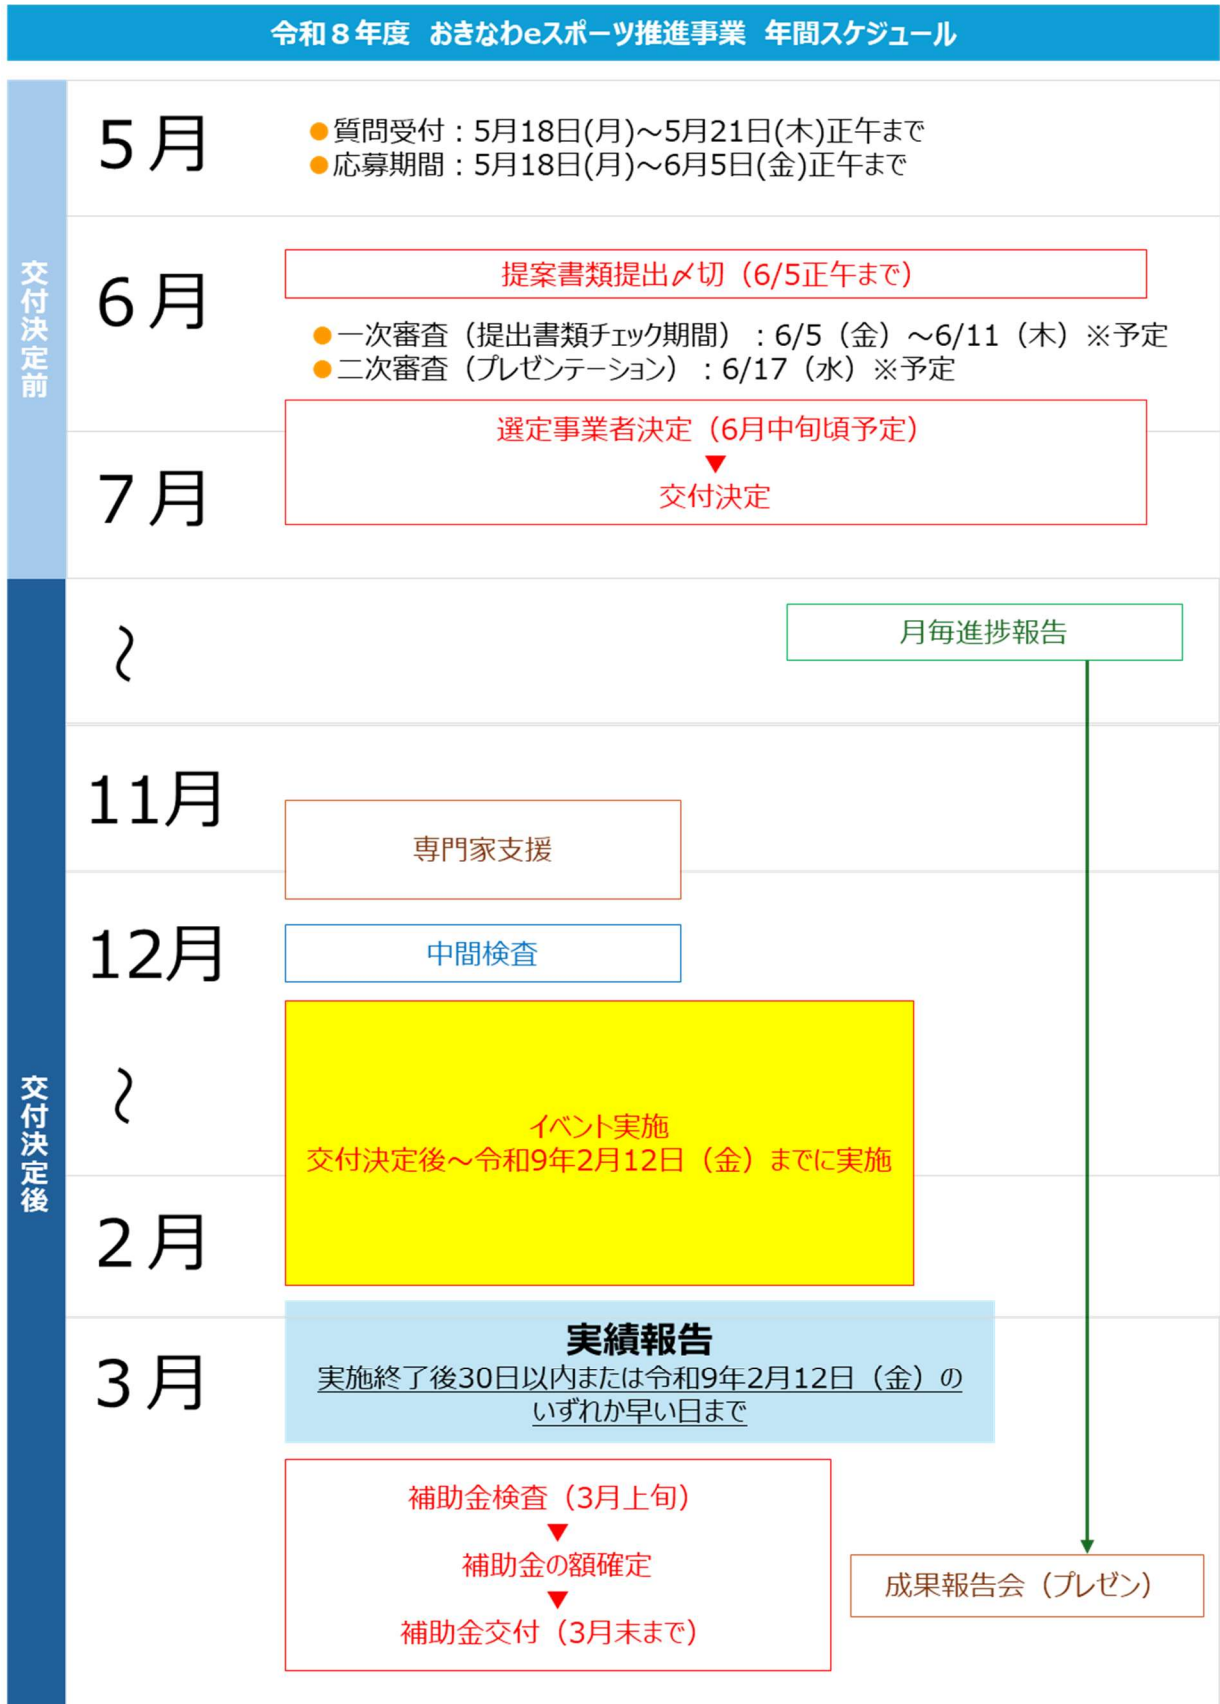 令和８年度 おきなわeスポーツ推進事業 年間スケジュール
交付決定前
５月
●質問受付：5月18日(月)～5月21日(木)正午まで
●応募期間：5月18日(月)～6月5日(金)正午まで
６月
提案書類提出〆切（6/5正午まで）
●一次審査（提出書類チェック期間）：6/5（金）～6/11（木）※予定
●二次審査（プレゼンテーション）：6/17（水）※予定
選定事業者決定（6月中旬頃予定）
▼
交付決定
７月
交付決定後
～
月毎進捗報告
11月
専門家支援
12月
中間検査
～
イベント実施
交付決定後～令和9年2月12日（金）までに実施
２月
３月
実績報告
実施終了後30日以内または令和9年2月12日（金）の
いずれか早い日まで
補助金検査（3月上旬）
▼
補助金の額確定
▼
補助金交付（3月末まで）
成果報告会（プレゼン）